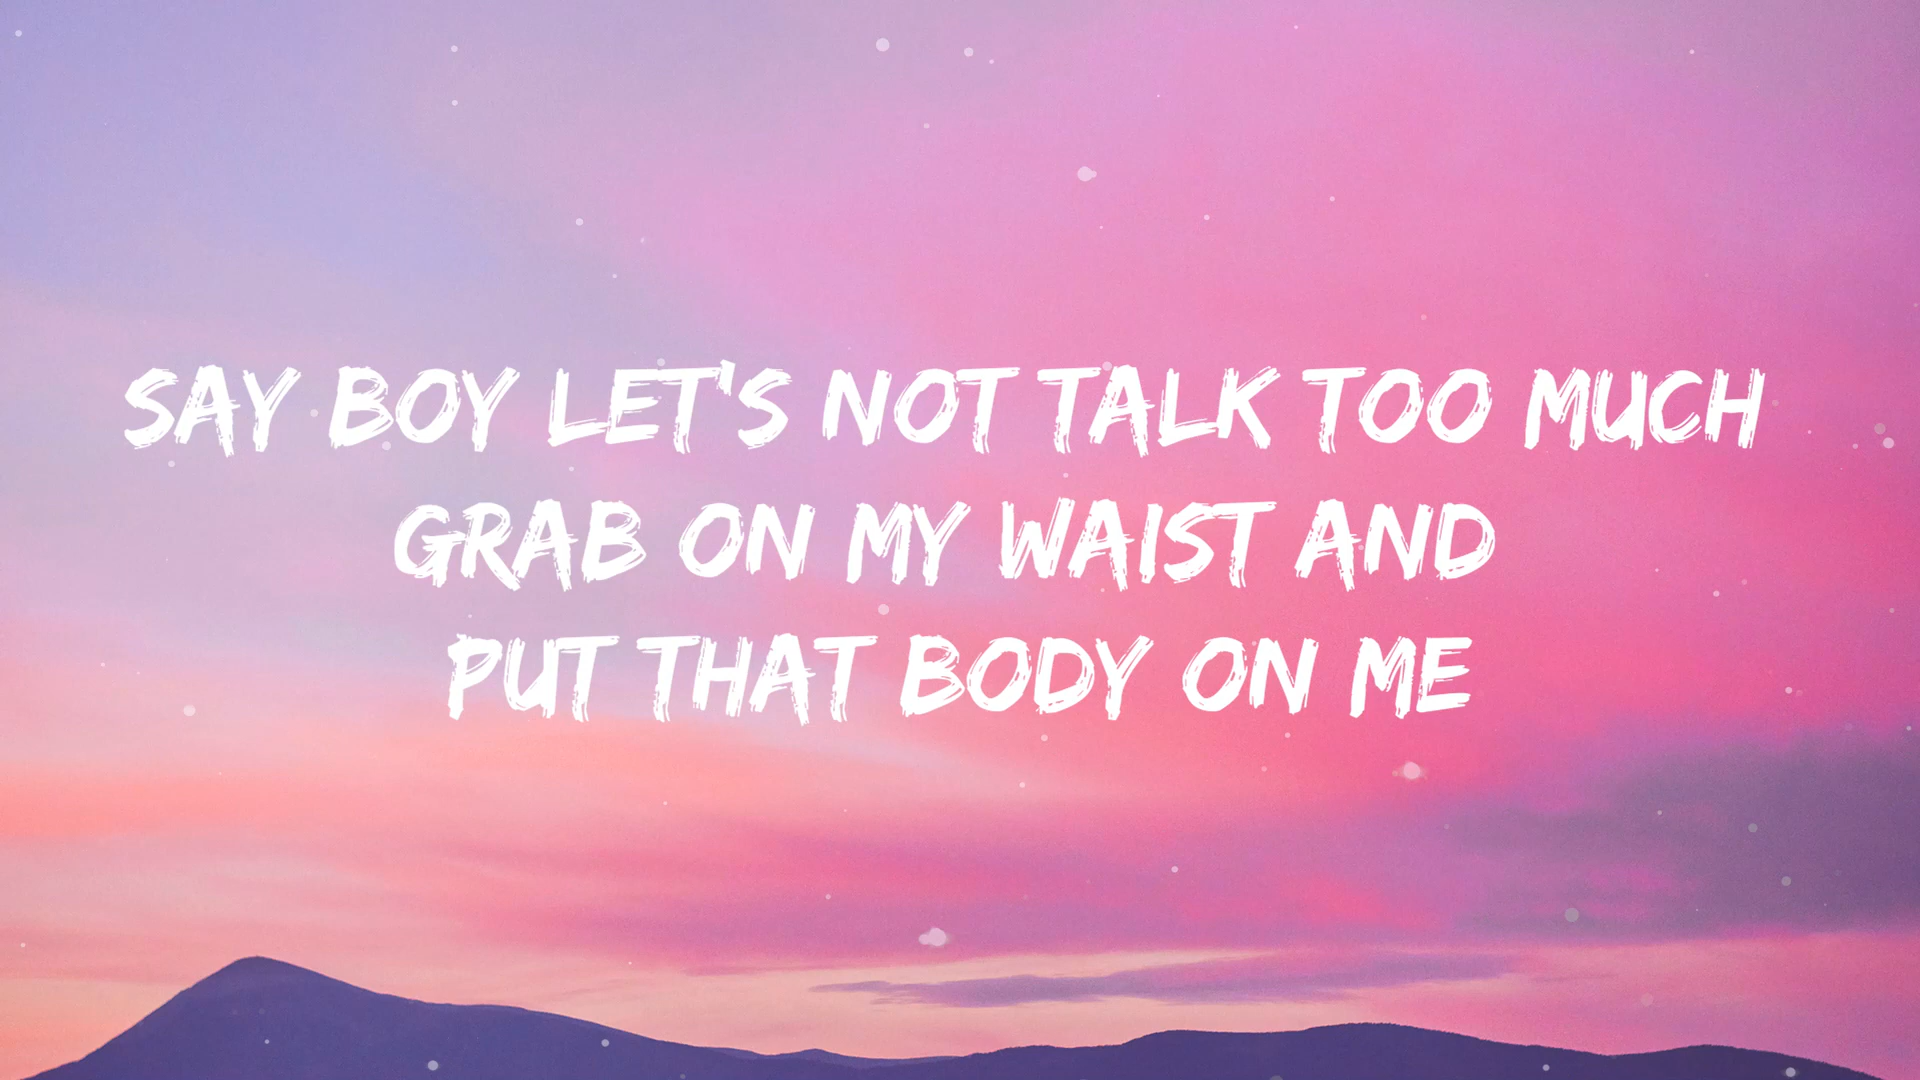 SAY BOY LET'S NOT TALK TOO MUCH
GRAB ON MY WAIST AND
PUT THAT BODY ON ME